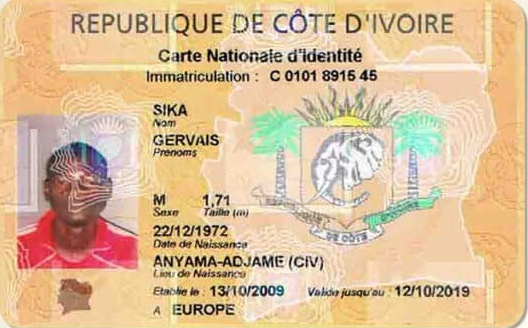 REPUBLIQUE DE CÔTE D'IVOIRE
Carte Nationale d'identité
Immatriculation : C 0101 8915 45
SIKA
Nom
GERVAIS
Prénoms
M 1,71
Sexe Taille (m)
22/12/1972
Date de Naissance
ANYAMA-ADJAME (CIV)
Lieu de Naissance
Etablie le : 13/10/2009 Valide jusqu'au : 12/10/2019
A EUROPE
DE CÔTE